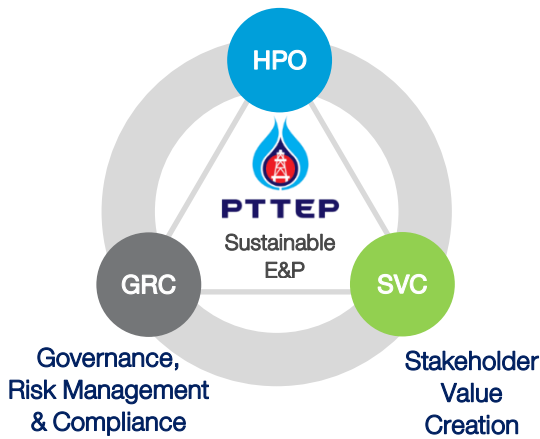 HPO
PTTEP
Sustainable
E&P
GRC
SVC
Governance,
Risk Management
& Compliance
Stakeholder
Value
Creation